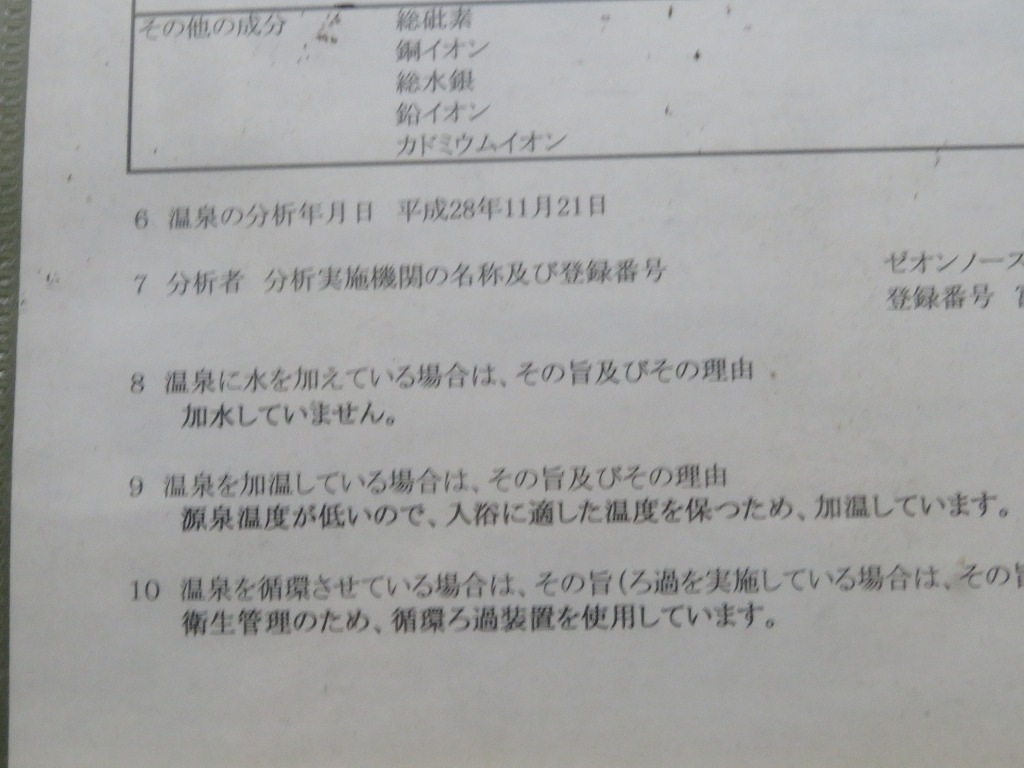 その他の成分 総砒素
銅イオン
総水銀
鉛イオン
カドミウムイオン
6 温泉の分析年月日 平成28年11月21日
7 分析者 分析実施機関の名称及び登録番号 ゼオンノース
登録番号
8 温泉に水を加えている場合は、その旨及びその理由
加水していません。
9 温泉を加温している場合は、その旨及びその理由
源泉温度が低いので、入浴に適した温度を保つため、加温しています。
10 温泉を循環させている場合は、その旨(ろ過を実施している場合は、その旨
衛生管理のため、循環ろ過装置を使用しています。